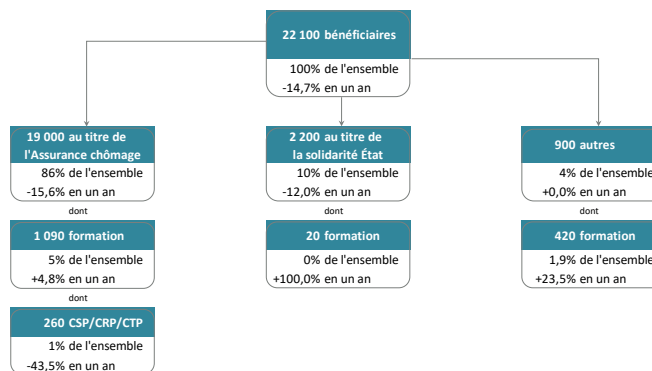 22 100 bénéficiaires
100% de l'ensemble
-14,7% en un an
19 000 au titre de
l'Assurance chômage
86% de l'ensemble
-15,6% en un an
dont
1 090 formation
5% de l'ensemble
+4,8% en un an
dont
260 CSP/CRP/CTP
1% de l'ensemble
-43,5% en un an
2 200 au titre de
la solidarité État
10% de l'ensemble
-12,0% en un an
dont
20 formation
0% de l'ensemble
+100,0% en un an
900 autres
4% de l'ensemble
+0,0% en un an
dont
420 formation
1,9% de l'ensemble
+23,5% en un an